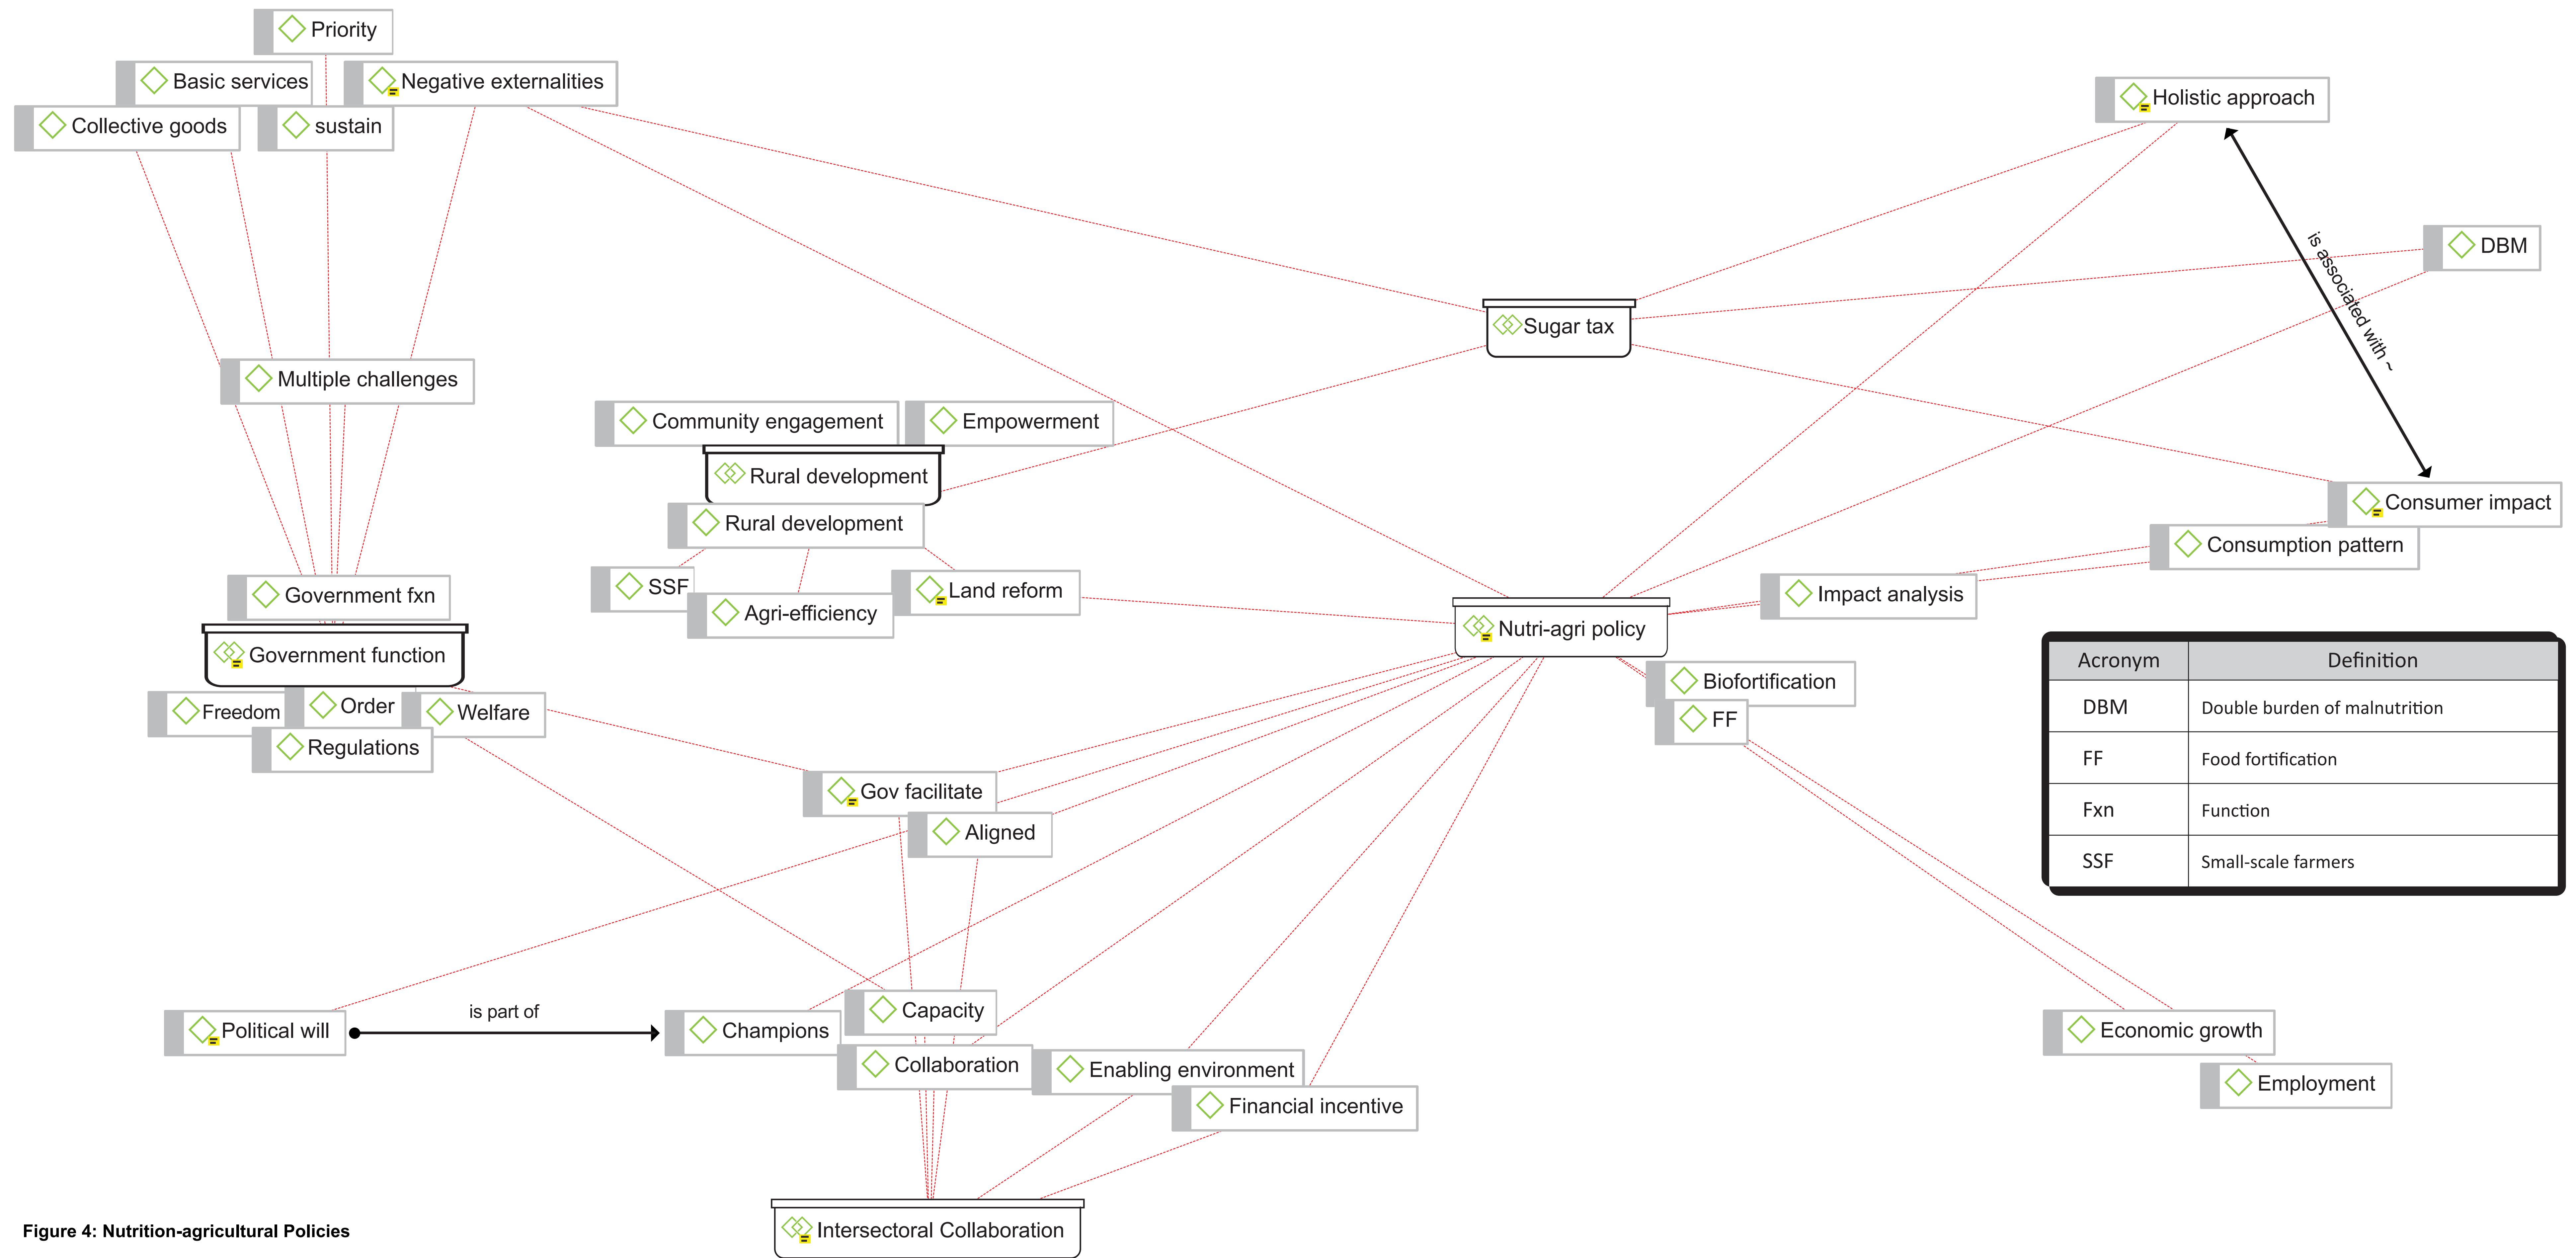 Priority
Basic services
Negative externalities
Collective goods
sustain
Holistic approach
DBM
is associated with ~
Sugar tax
Multiple challenges
Community engagement
Empowerment
Rural development
Rural development
Consumer impact
Consumption pattern
SSF
Land reform
Agri-efficiency
Impact analysis
Government fxn
Government function
Nutri-agri policy
Freedom
Order
Welfare
Regulations
Biofortification
FF
Acronym Definition
DBM Double burden of malnutrition
FF Food fortification
Fxn Function
SSF Small-scale farmers
Gov facilitate
Aligned
Political will
is part of
Champions
Capacity
Collaboration
Enabling environment
Financial incentive
Economic growth
Employment
Intersectoral Collaboration
Figure 4: Nutrition-agricultural Policies